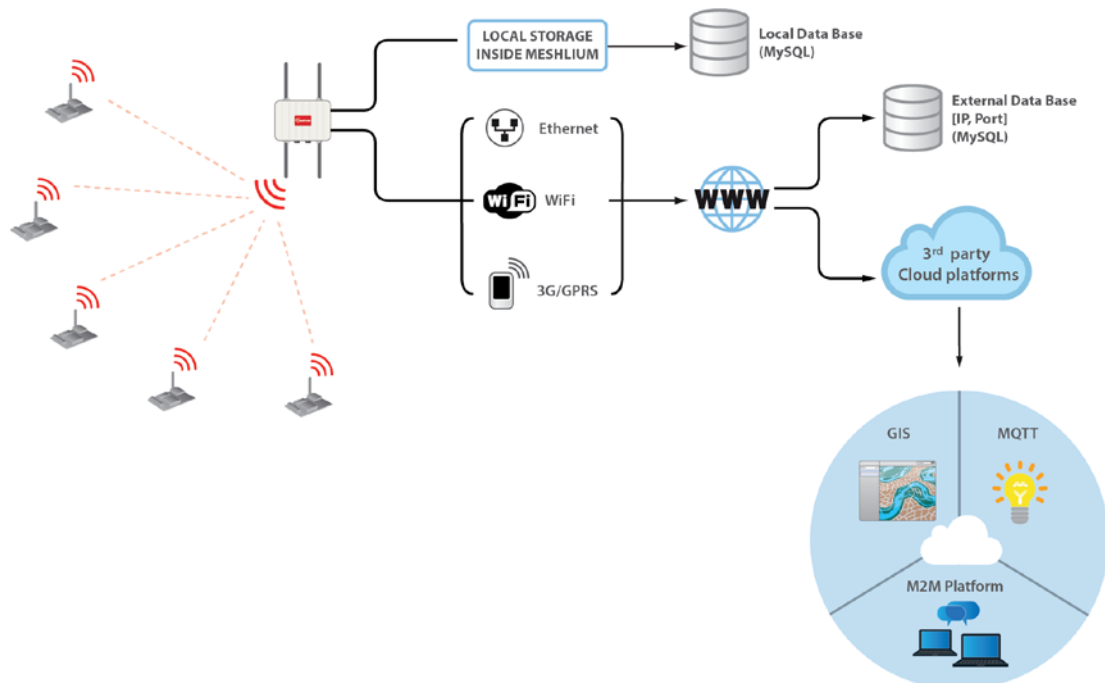 LOCAL STORAGE
INSIDE MESHLIUM
Local Data Base
(MySQL)
Ethernet
WiFi
WiFi
3G/GPRS
WWW
External Data Base
[IP, Port]
(MySQL)
3rd party
Cloud platforms
GIS
MQTT
M2M Platform